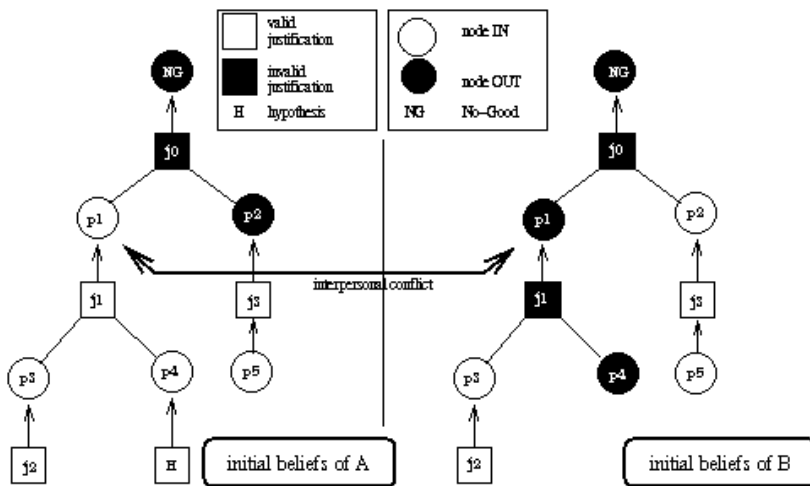 valid
justification
invalid
justification
H hypothesis
node IN
node OUT
NG No-Good
NG
j0
p1
p2
j1
j3
p3
p4
p5
j2
H
initial beliefs of A
interpersonal conflict
NG
j0
p1
p2
j1
j3
p3
p4
p5
j2
initial beliefs of B